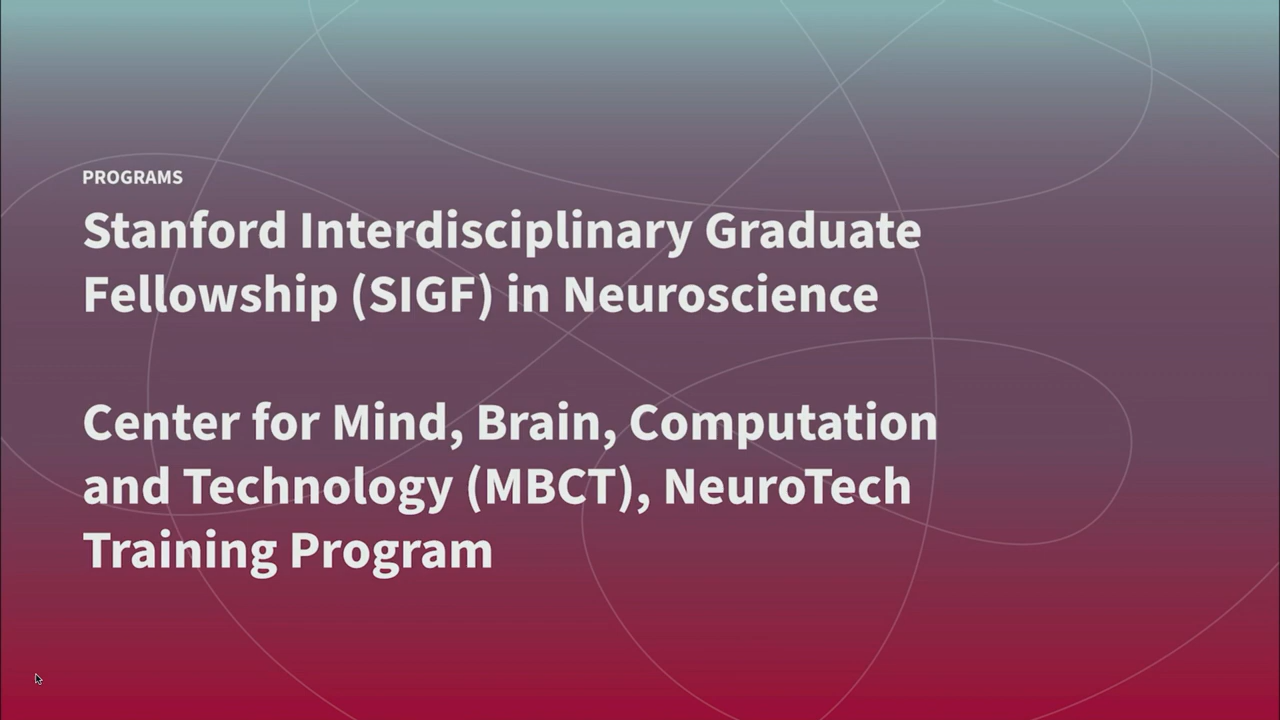 PROGRAMS
Stanford Interdisciplinary Graduate
Fellowship (SIGF) in Neuroscience
Center for Mind, Brain, Computation
and Technology (MBCT), NeuroTech
Training Program